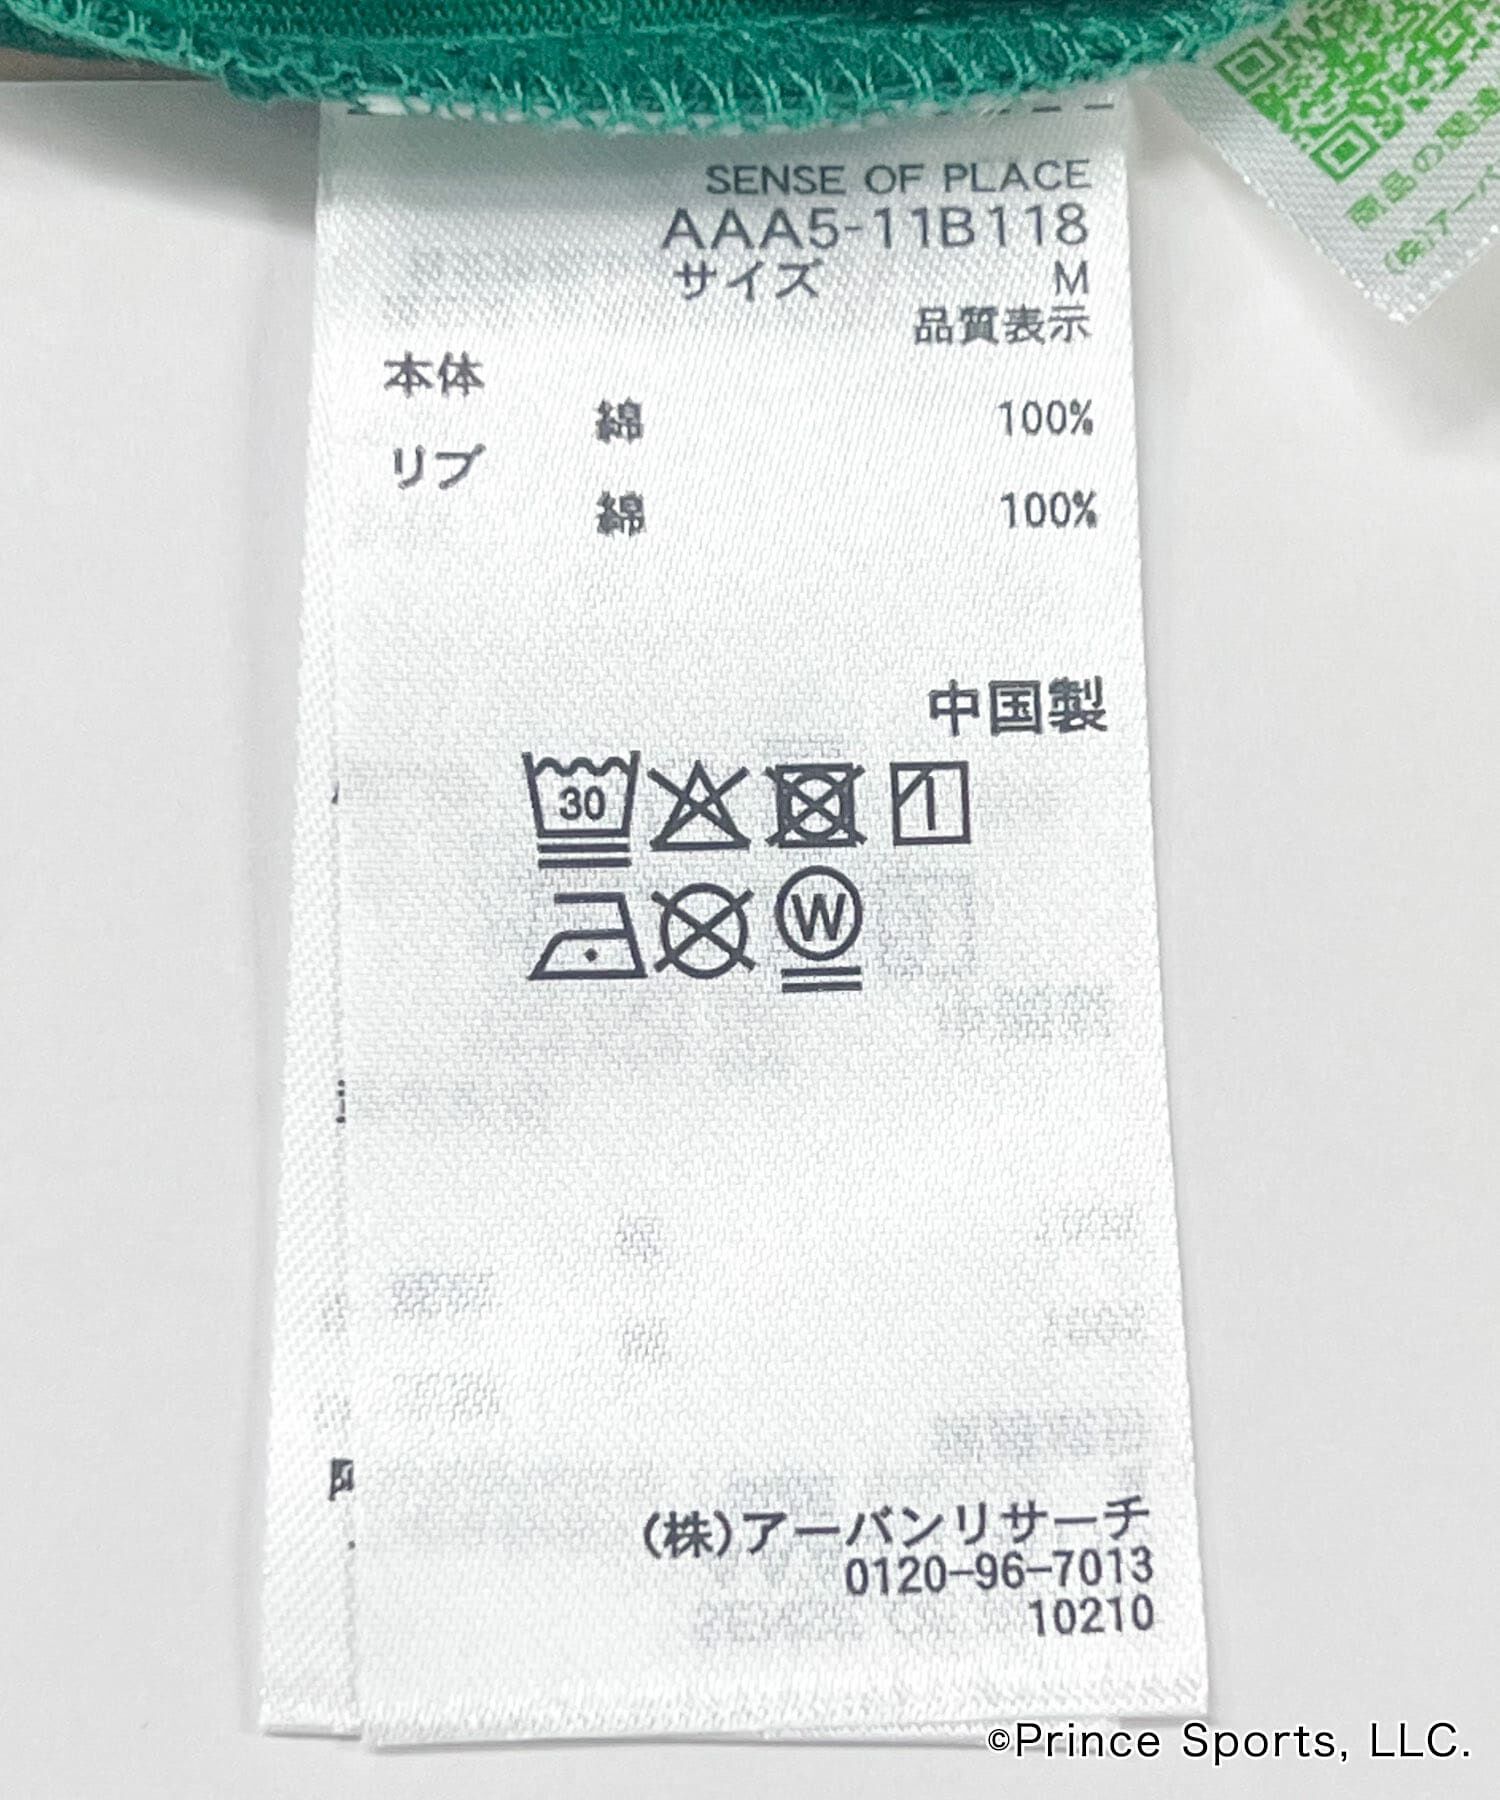 SENSE OF PLACE
AAA5-11B118
サイズ M
品質表示
本体
綿 100%
リブ
綿 100%
中国製
30
W
(株)アーバンリサーチ
0120-96-7013
10210
©Prince Sports, LLC.